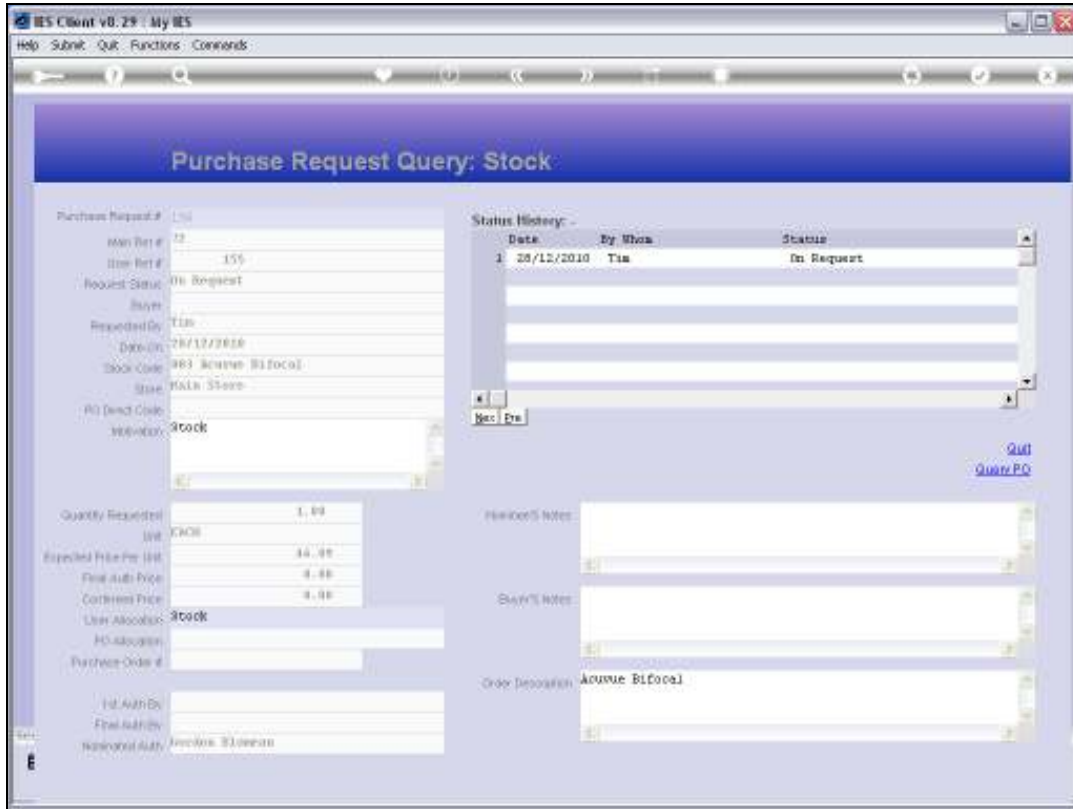 IES Client v8.29 : My IES
Help Submit Quit Functions Commands
Purchase Request Query: Stock
Purchase Request #
Main Ref # 72
User Ref # 155
Request Status On Request
Buyer
Requested By Tim
Date On 28/12/2010
Stock Code 003 Acuvue Bifocal
Store Main Store
PO Direct Code
Motivation Stock
Status History: -
Date By Whom Status
1 28/12/2010 Tim On Request
Nex Pre
Quit
Query PO
Quantity Requested 1.00
Unit EACH
Expected Price Per Unit
Final Auth Price 0.00
Confirmed Price 0.00
User Allocation Stock
PO Allocation
Purchase Order #
1st Auth By
Final Auth By
Nominated Auth Gordon
Buyer'S Notes
Order Description Acuvue Bifocal